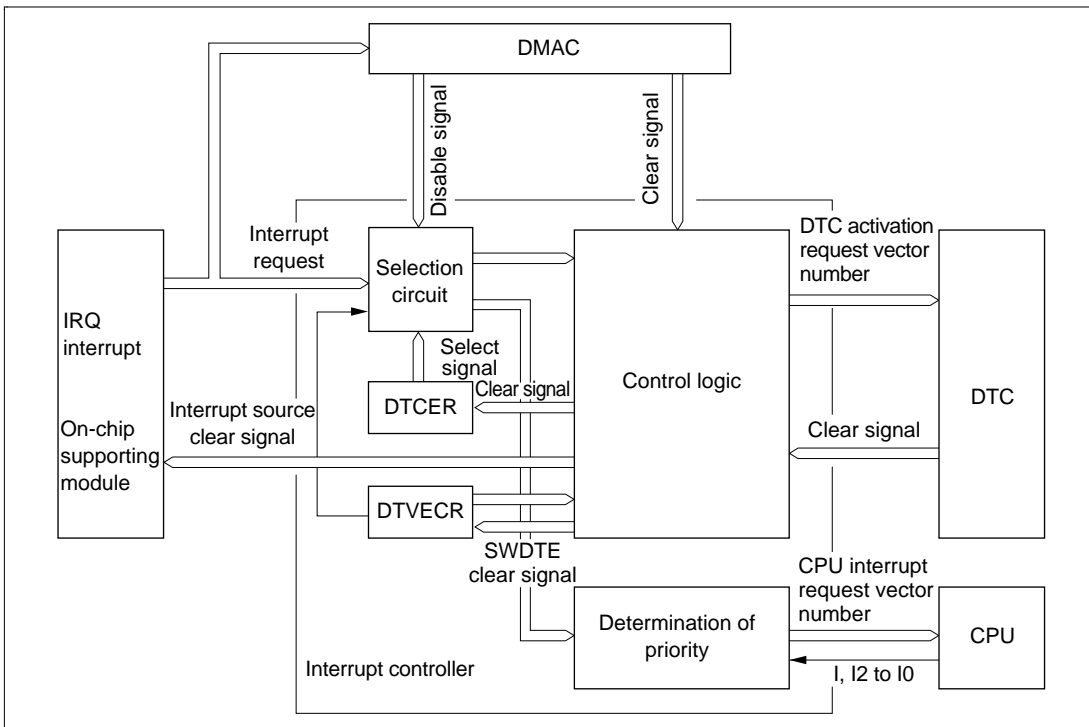 DMAC
Disable signal
Clear signal
Interrupt
request
DTC activation
request vector
number
Selection
circuit
IRQ
interrupt
Select
signal
Control logic
DTC
DTCER
Clear signal
Interrupt source
clear signal
On-chip
supporting
module
Clear signal
DTVECR
SWDTE
clear signal
CPU interrupt
request vector
number
Determination of
priority
CPU
Interrupt controller
I, I2 to I0